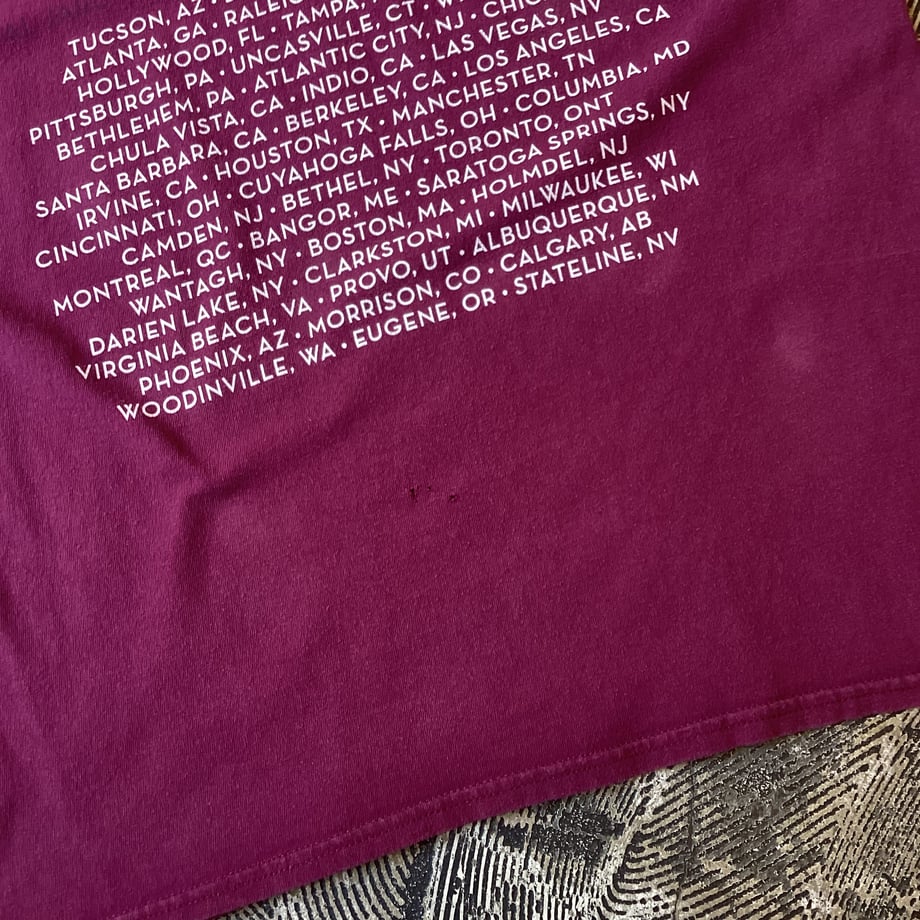 TUCSON, AZ •
ATLANTA, GA • RALEIG
HOLLYWOOD, FL • TAMPA,
PITTSBURGH, PA • UNCASVILLE, CT •
BETHLEHEM, PA • ATLANTIC CITY, NJ • CHIC
CHULA VISTA, CA • INDIO, CA • LAS VEGAS, NV
SANTA BARBARA, CA • BERKELEY, CA • LOS ANGELES, CA
IRVINE, CA • HOUSTON, TX • MANCHESTER, TN
CINCINNATI, OH • CUYAHOGA FALLS, OH • COLUMBIA, MD
CAMDEN, NJ • BETHEL, NY • TORONTO, ONT
MONTREAL, QC • BANGOR, ME • SARATOGA SPRINGS, NY
WANTAGH, NY • BOSTON, MA • HOLMDEL, NJ
DARIEN LAKE, NY • CLARKSTON, MI • MILWAUKEE, WI
VIRGINIA BEACH, VA • PROVO, UT • ALBUQUERQUE, NM
PHOENIX, AZ • MORRISON, CO • CALGARY, AB
WOODINVILLE, WA • EUGENE, OR • STATELINE, NV